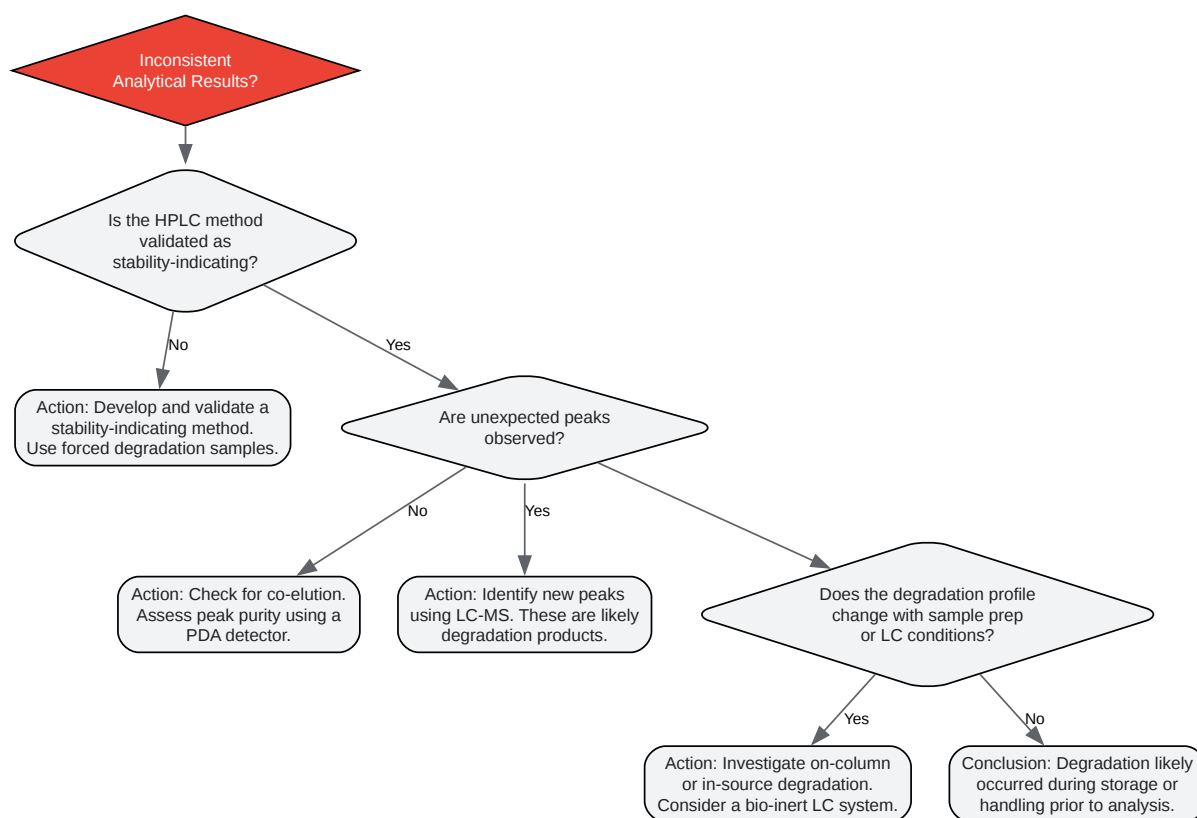 Inconsistent
Analytical Results?
Is the HPLC method
validated as
stability-indicating?
No
Yes
Action: Develop and validate a
stability-indicating method.
Use forced degradation samples.
Are unexpected peaks
observed?
No
Yes
Action: Check for co-elution.
Assess peak purity using a
PDA detector.
Action: Identify new peaks
using LC-MS. These are likely
degradation products.
Does the degradation profile
change with sample prep
or LC conditions?
Yes
No
Action: Investigate on-column
or in-source degradation.
Consider a bio-inert LC system.
Conclusion: Degradation likely
occurred during storage or
handling prior to analysis.